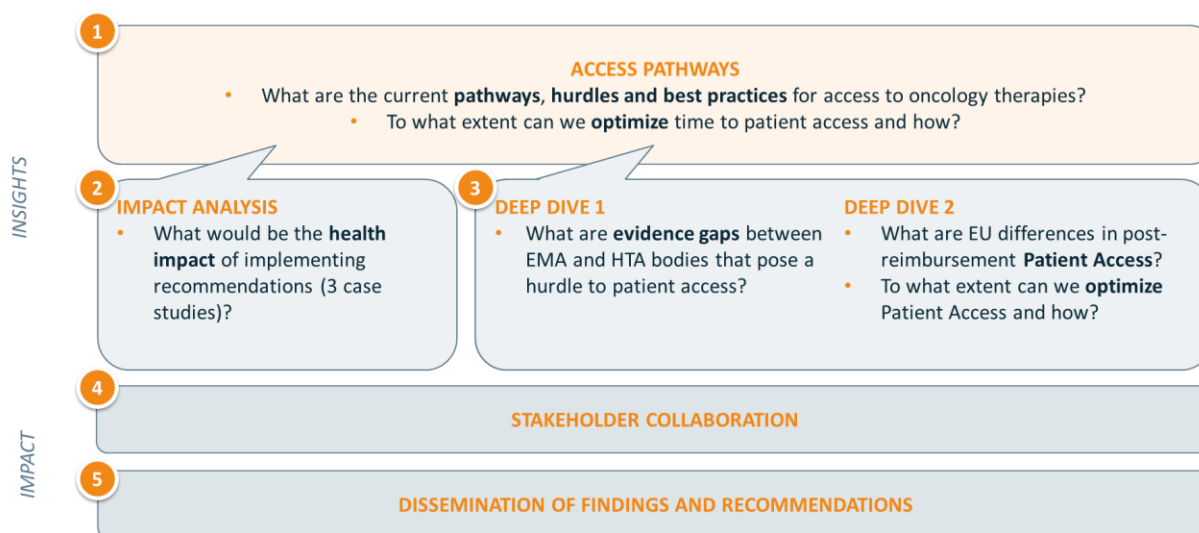 1
ACCESS PATHWAYS
• What are the current pathways, hurdles and best practices for access to oncology therapies?
• To what extent can we optimize time to patient access and how?
INSIGHTS
2
IMPACT ANALYSIS
• What would be the health
impact of implementing
recommendations (3 case
studies)?
3
DEEP DIVE 1
• What are evidence gaps between
EMA and HTA bodies that pose a
hurdle to patient access?
DEEP DIVE 2
• What are EU differences in post-
reimbursement Patient Access?
• To what extent can we optimize
Patient Access and how?
IMPACT
4
STAKEHOLDER COLLABORATION
5
DISSEMINATION OF FINDINGS AND RECOMMENDATIONS